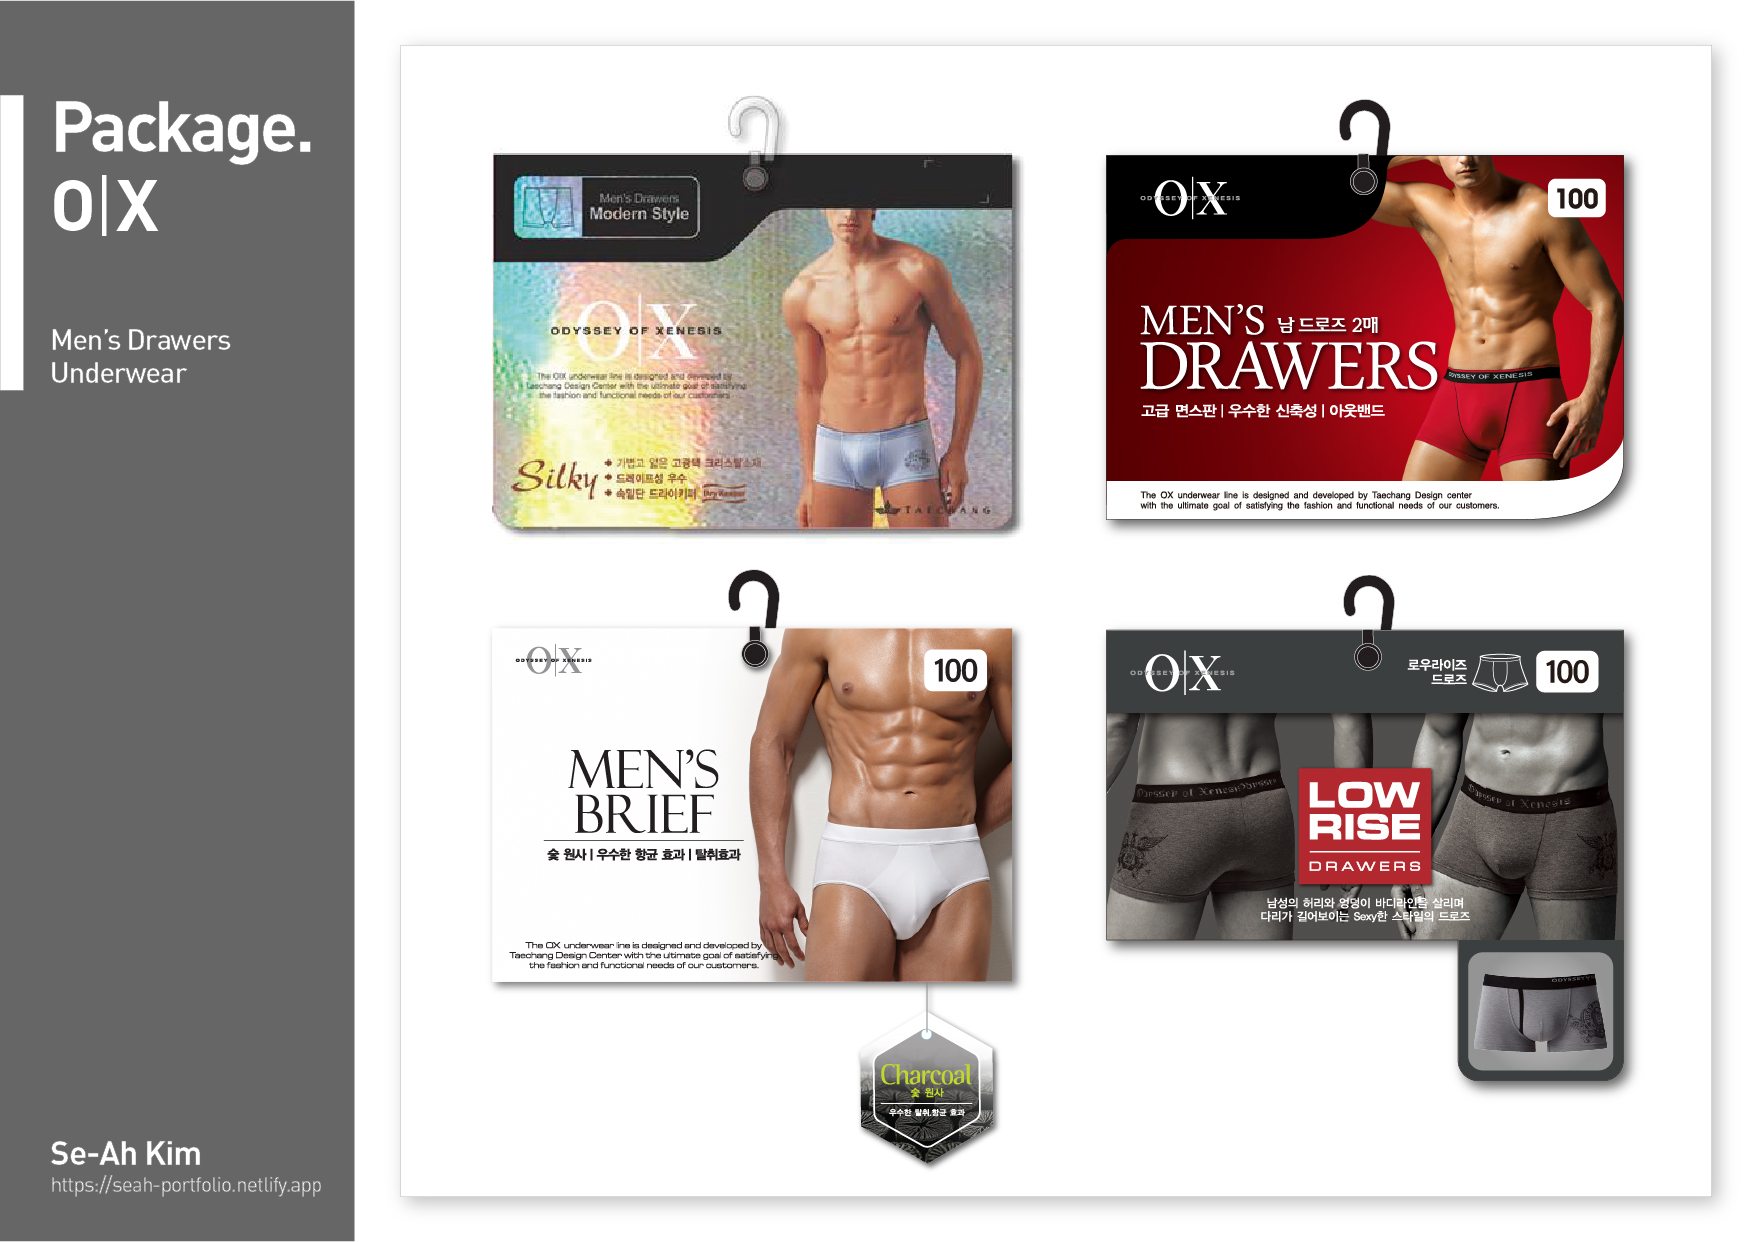 Package.
O|X
Men's Drawers
Underwear
Se-Ah Kim
https://seah-portfolio.netlify.app
Men's Drawers
Modern Style
O|X
ODYSSEY OF XENESIS
The O|X underwear line is designed and developed by
Taechang Design Center with the ultimate goal of satisfying
the fashion and functional needs of our customers
Silky
가볍고 얇은 고광택 크리스탈소재
드레이프성 우수
속밑단 드라이키퍼 Dry Keeper
TAECHANG
O|X
ODYSSEY OF XENESIS
100
MEN'S 남 드로즈 2매
DRAWERS
고급 면스판 | 우수한 신축성 | 아웃밴드
ODYSSEY OF XENESIS
The OX underwear line is designed and developed by Taechang Design center
with the ultimate goal of satisfying the fashion and functional needs of our customers.
O|X
ODYSSEY OF XENESIS
100
MEN'S
BRIEF
숯 원사 | 우수한 항균 효과 | 탈취효과
The OX underwear line is designed and developed by
Taechang Design Center with the ultimate goal of satisfying
the fashion and functional needs of our customers.
Charcoal
숯 원사
우수한 탈취,항균 효과
O|X
ODYSSEY OF XENESIS
로우라이즈
드로즈
100
Odyssey of Xenesis Odyssey
Odyssey of Xenesis
LOW
RISE
DRAWERS
남성의 허리와 엉덩이 바디라인을 살리며
다리가 길어보이는 Sexy한 스타일의 드로즈
ODYSSEY